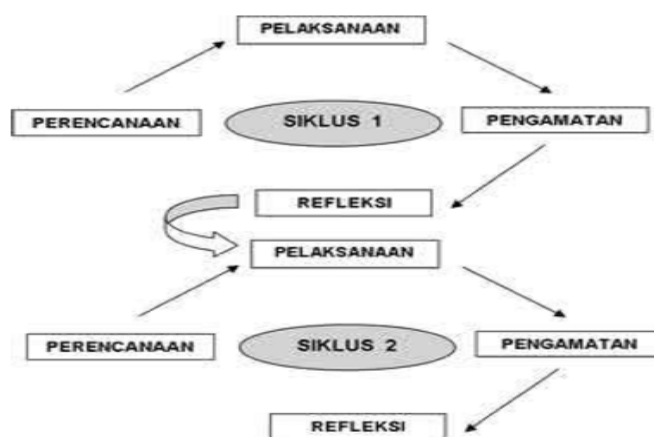 PELAKSANAAN
PERENCANAAN
SIKLUS 1
PENGAMATAN
REFLEKSI
PELAKSANAAN
PERENCANAAN
SIKLUS 2
PENGAMATAN
REFLEKSI